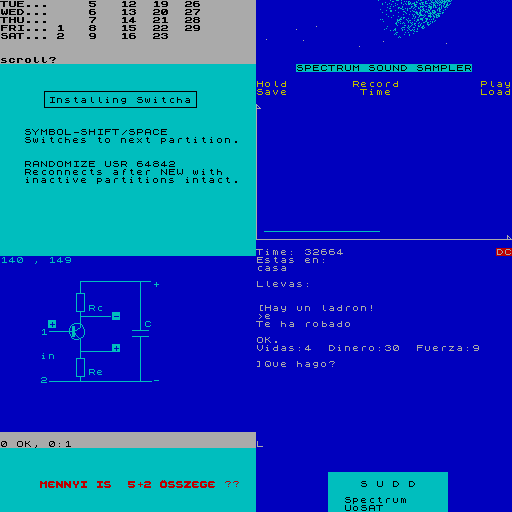 TUE... 5 12 19 26
WED... 6 13 20 27
THU... 7 14 21 28
FRI... 1 8 15 22 29
SAT... 2 9 16 23
scroll?
Installing Switcha
SYMBOL-SHIFT/SPACE
Switches to next partition.
RANDOMIZE USR 64842
Reconnects after NEW with
inactive partitions intact.
SPECTRUM SOUND SAMPLER
Hold Record Play
Save Time Load
140 , 149
+
Rc
-
+
1
C
in
+
Re
2
-
Time: 32664 DC
Estas en:
casa
Llevas:
[Hay un ladron!
>e
Te ha robado
OK.
Vidas:4 Dinero:30 Fuerza:9
]Que hago?
0 OK, 0:1
MENNYI IS 5+2 ÖSSZEGE ??
L
S U D D
Spectrum
UoSAT